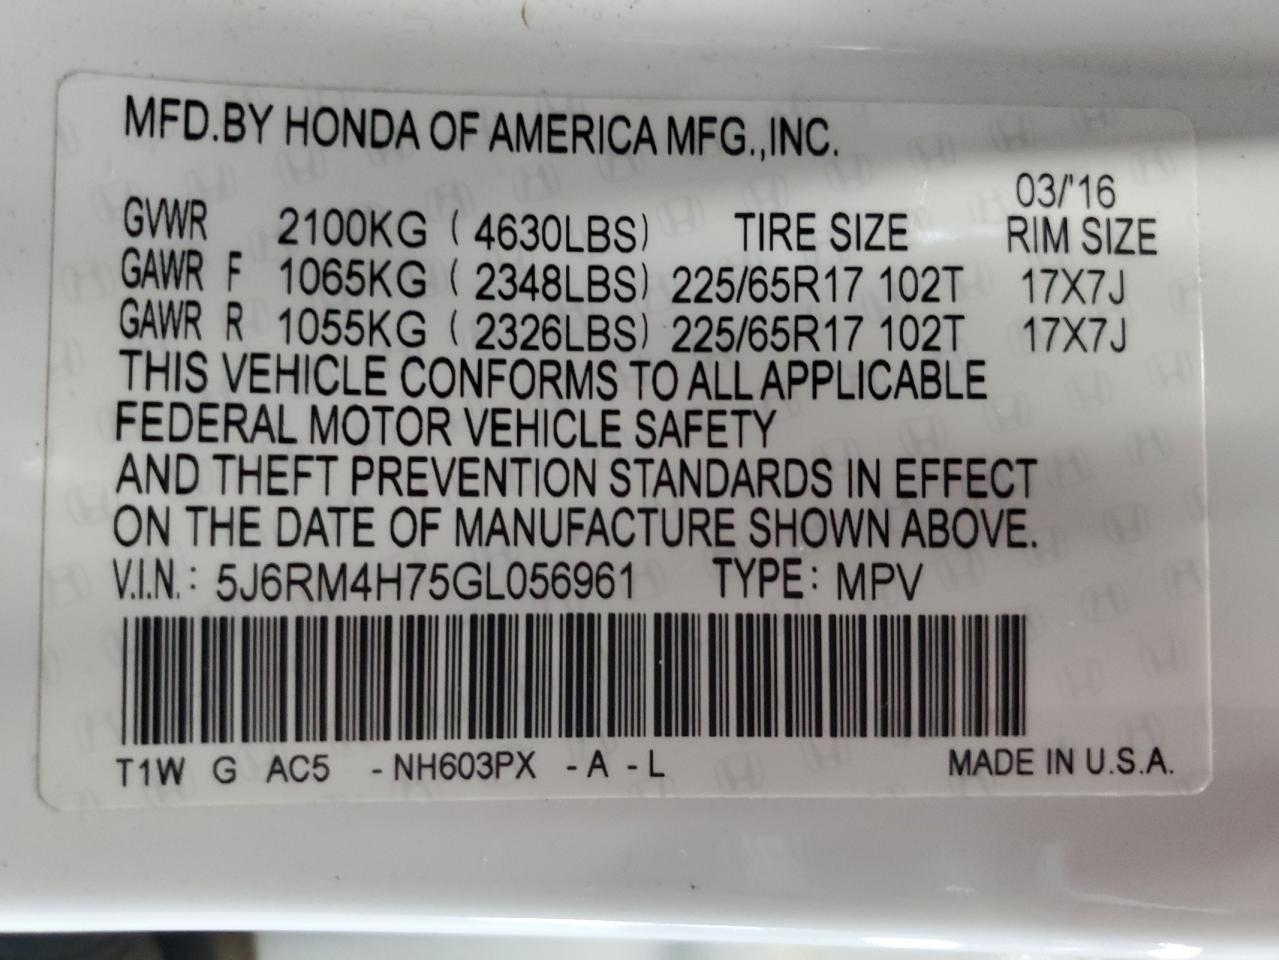 MFD.BY HONDA OF AMERICA MFG.,INC.
03/'16
GVWR 2100KG ( 4630LBS) TIRE SIZE RIM SIZE
GAWR F 1065KG ( 2348LBS) 225/65R17 102T 17X7J
GAWR R 1055KG ( 2326LBS) 225/65R17 102T 17X7J
THIS VEHICLE CONFORMS TO ALL APPLICABLE
FEDERAL MOTOR VEHICLE SAFETY
AND THEFT PREVENTION STANDARDS IN EFFECT
ON THE DATE OF MANUFACTURE SHOWN ABOVE.
V.I.N.: 5J6RM4H75GL056961 TYPE: MPV
T1W G AC5 -NH603PX -A -L MADE IN U.S.A.